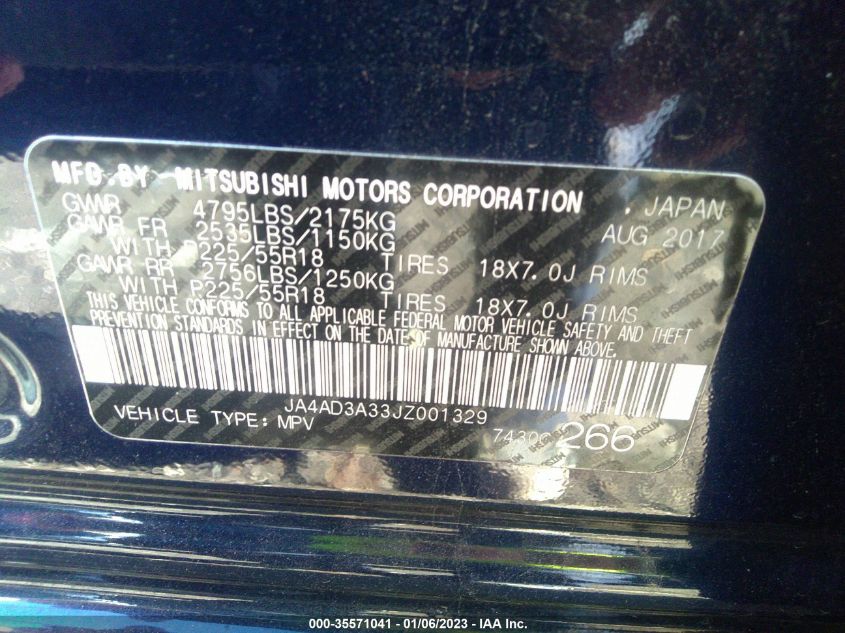 MFD.BY MITSUBISHI MOTORS CORPORATION , JAPAN
GVWR 4795LBS/2175KG AUG 2017
GAWR FR 2535LBS/1150KG
WITH P225/55R18 TIRES 18X7.0J RIMS
GAWR RR 2756LBS/1250KG
WITH P225/55R18 TIRES 18X7.0J RIMS
THIS VEHICLE CONFORMS TO ALL APPLICABLE FEDERAL MOTOR VEHICLE SAFETY AND THEFT
PREVENTION STANDARDS IN EFFECT ON THE DATE OF MANUFACTURE SHOWN ABOVE.
JA4AD3A33JZ001329
VEHICLE TYPE: MPV 266
000-35571041 - 01/06/2023 - IAA Inc.